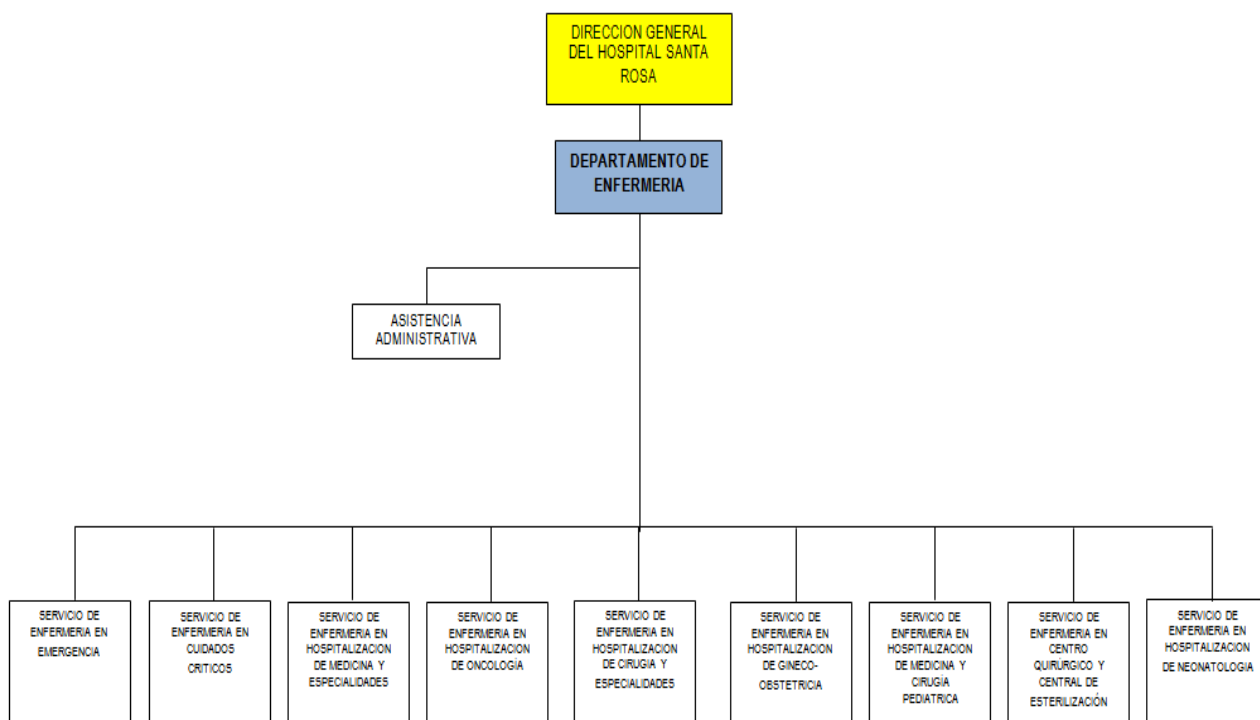 DIRECCION GENERAL
DEL HOSPITAL SANTA
ROSA
DEPARTAMENTO DE
ENFERMERIA
ASISTENCIA
ADMINISTRATIVA
SERVICIO DE
ENFERMERIA EN
EMERGENCIA
SERVICIO DE
ENFERMERIA EN
CUIDADOS
CRITICOS
SERVICIO DE
ENFERMERIA EN
HOSPITALIZACION
DE MEDICINA Y
ESPECIALIDADES
SERVICIO DE
ENFERMERIA EN
HOSPITALIZACION
DE ONCOLOGIA
SERVICIO DE
ENFERMERIA EN
HOSPITALIZACION
DE CIRUGIA Y
ESPECIALIDADES
SERVICIO DE
ENFERMERIA EN
HOSPITALIZACION
DE GINECO-
OBSTETRICIA
SERVICIO DE
ENFERMERIA EN
HOSPITALIZACION
DE MEDICINA Y
CIRUGÍA
PEDIATRICA
SERVICIO DE
ENFERMERIA EN
CENTRO
QUIRÚRGICO Y
CENTRAL DE
ESTERILIZACIÓN
SERVICIO DE
ENFERMERIA EN
HOSPITALIZACION
DE NEONATOLOGIA